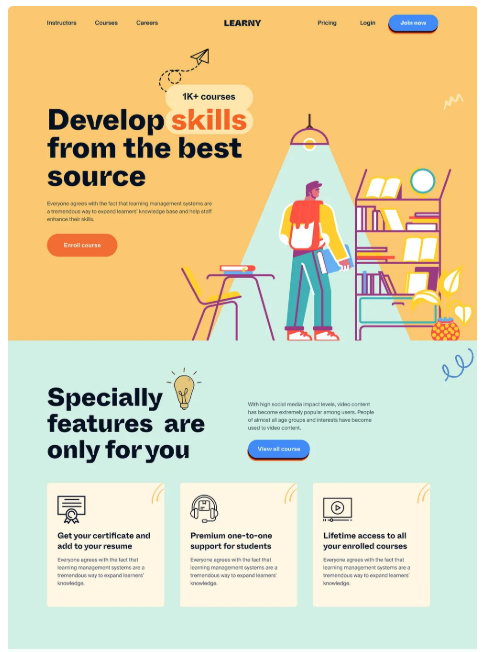 Instructors
Courses
Careers
LEARNY
Pricing
Login
Join now
1K+ courses
Develop skills
from the best
source
Everyone agrees with the fact that learning management systems are
a tremendous way to expand learners' knowledge base and help staff
enhance their skills.
Enroll course
Specially
features are
only for you
With high social media impact levels, video content
has become extremely popular among users. People
of almost all age groups and interests have become
used to video content.
View all course
Get your certificate and
add to your resume
Everyone agrees with the fact that
learning management systems are a
tremendous way to expand learners'
knowledge.
Premium one-to-one
support for students
Everyone agrees with the fact that
learning management systems are a
tremendous way to expand learners'
knowledge.
Lifetime access to all
your enrolled courses
Everyone agrees with the fact that
learning management systems are a
tremendous way to expand learners'
knowledge.